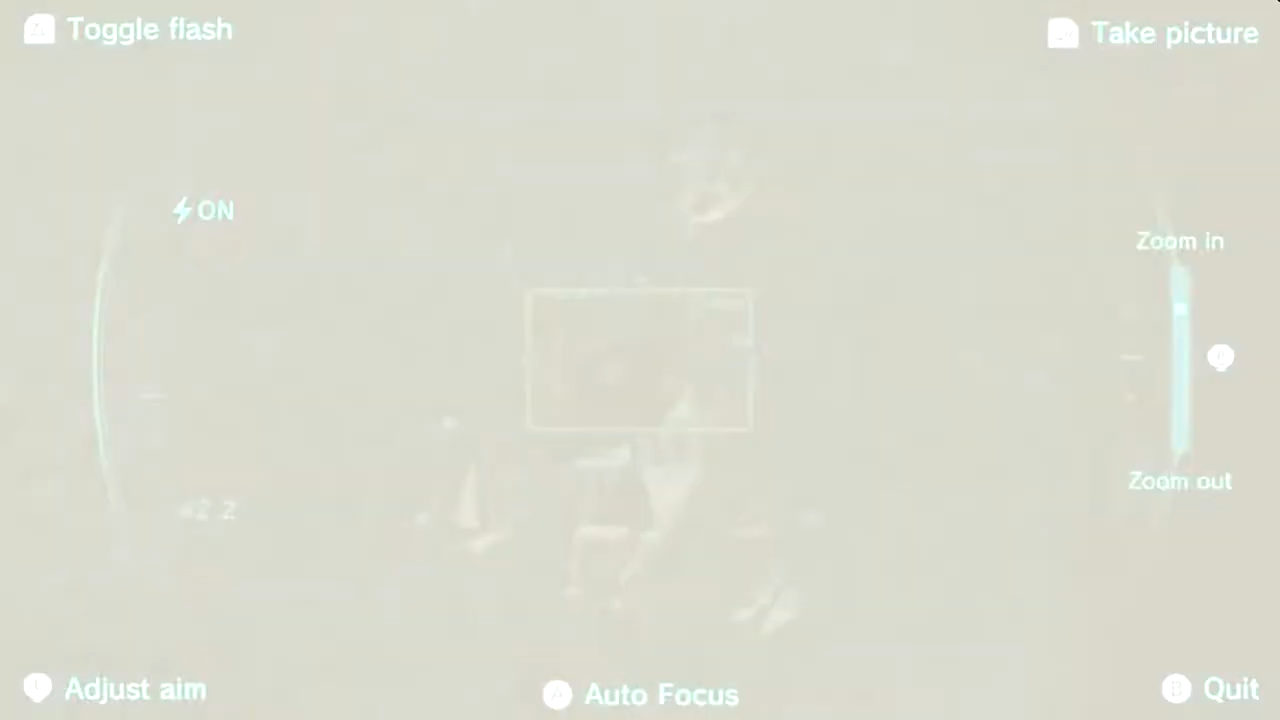 Toggle flash
Take picture
ON
Zoom in
Zoom out
Adjust aim
Auto Focus
Quit